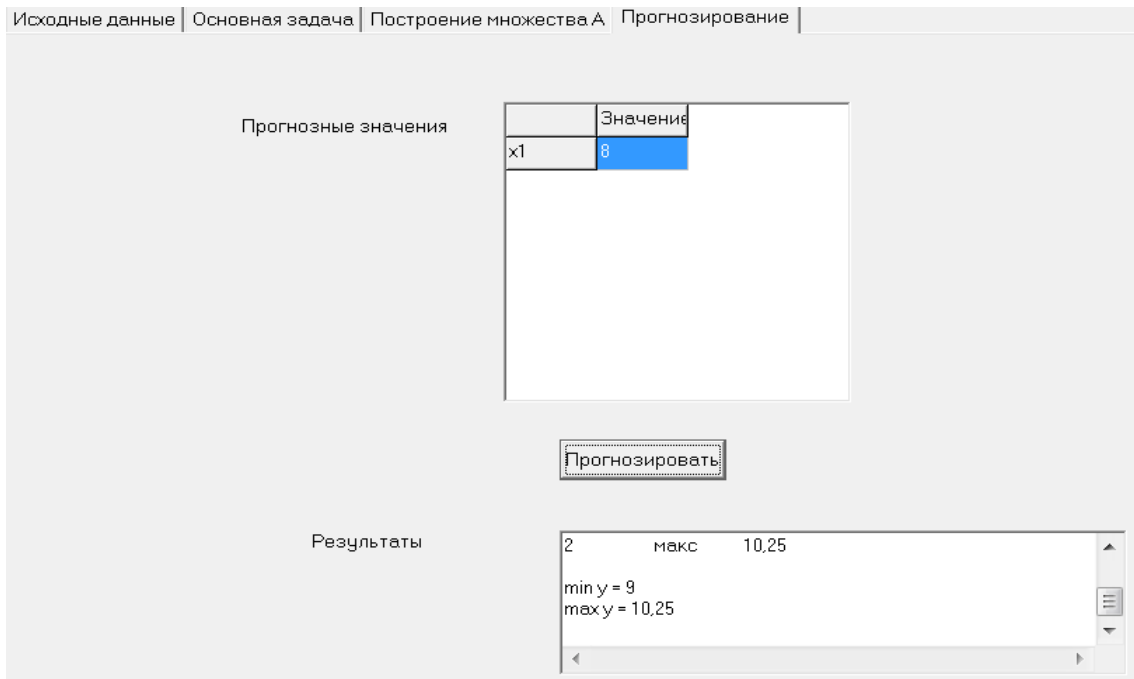 Исходные данные Основная задача Построение множества А Прогнозирование
Прогнозные значения
Значение
x1 8
Прогнозировать
Результаты
2 макс 10,25
min y = 9
max y = 10,25